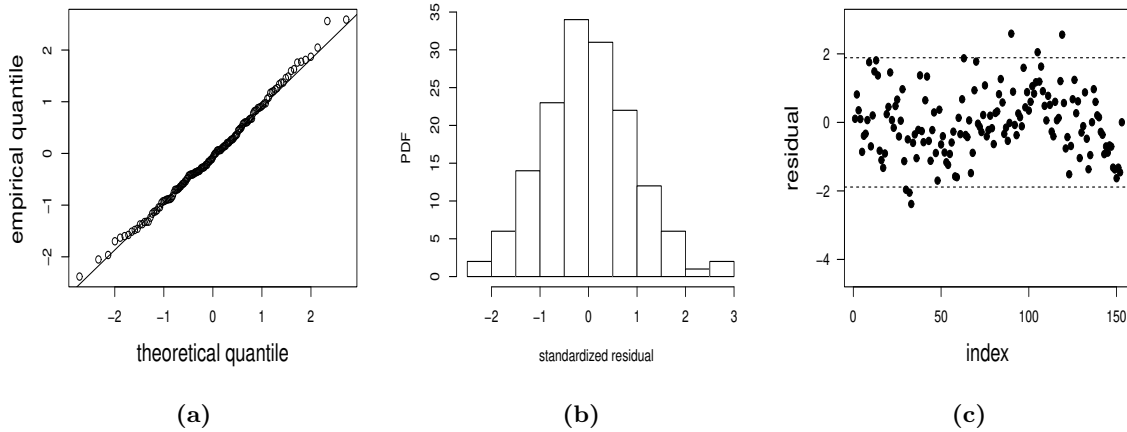 empirical quantile
2
1
0
−1
−2
−2 −1 0 1 2
theoretical quantile
(a)
PDF
35
30
25
20
15
10
5
0
−2 −1 0 1 2 3
standardized residual
(b)
residual
2
0
−2
−4
0 50 100 150
index
(c)